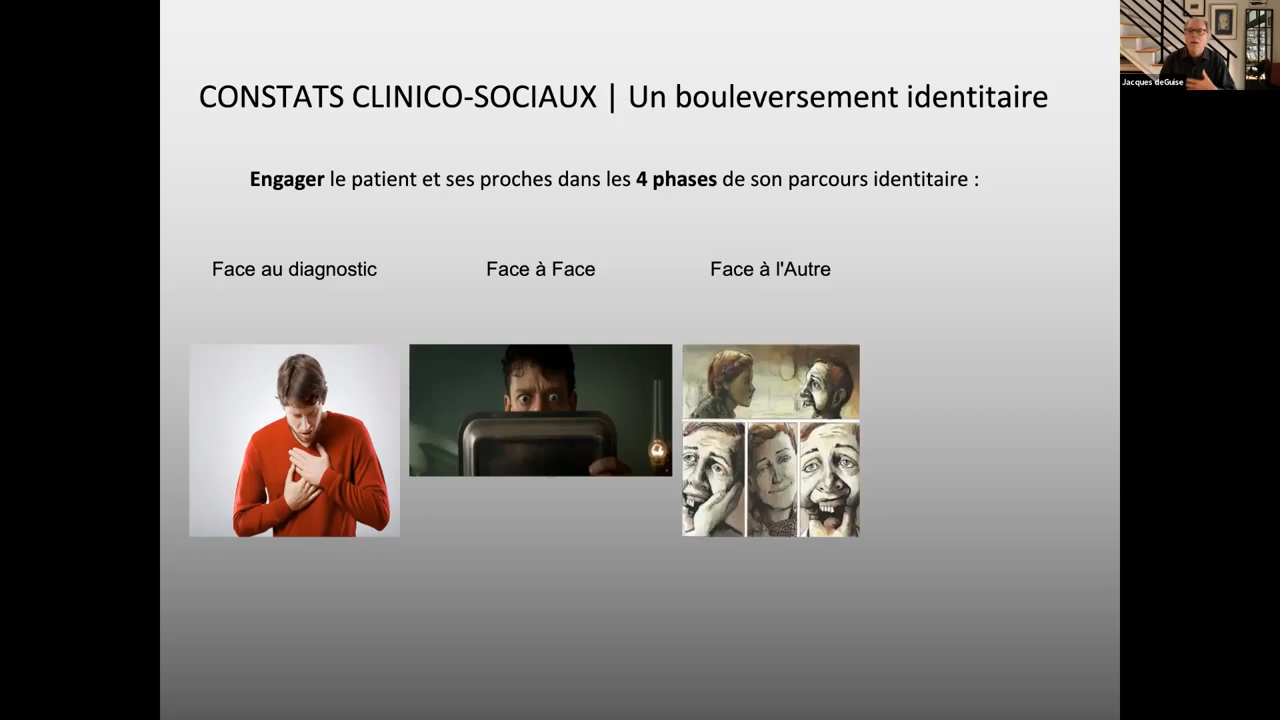 CONSTATS CLINICO-SOCIAUX | Un bouleversement identitaire
Engager le patient et ses proches dans les 4 phases de son parcours identitaire :
Face au diagnostic
Face à Face
Face à l'Autre
Jacques deGuise